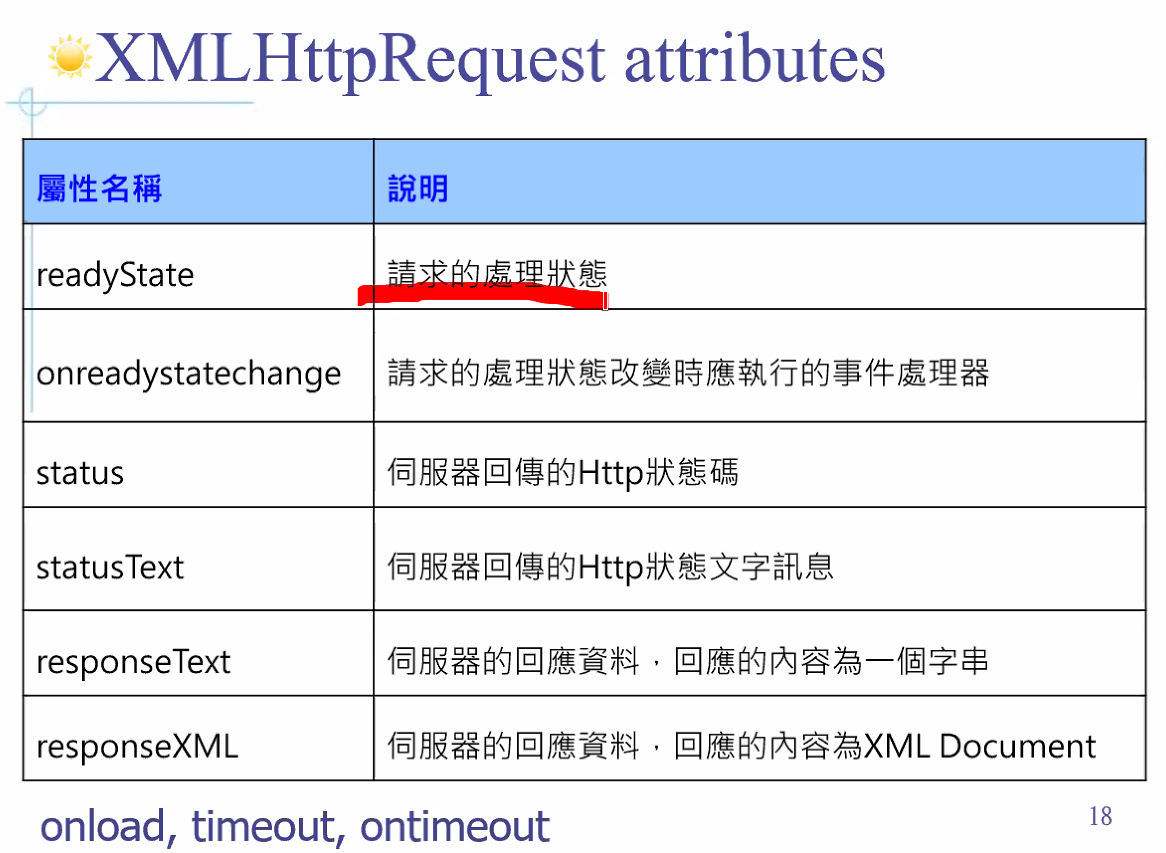 XMLHttpRequest attributes
屬性名稱 說明
readyState 請求的處理狀態
onreadystatechange 請求的處理狀態改變時應執行的事件處理器
status 伺服器回傳的Http狀態碼
statusText 伺服器回傳的Http狀態文字訊息
responseText 伺服器的回應資料，回應的內容為一個字串
responseXML 伺服器的回應資料，回應的內容為XML Document
onload, timeout, ontimeout
18